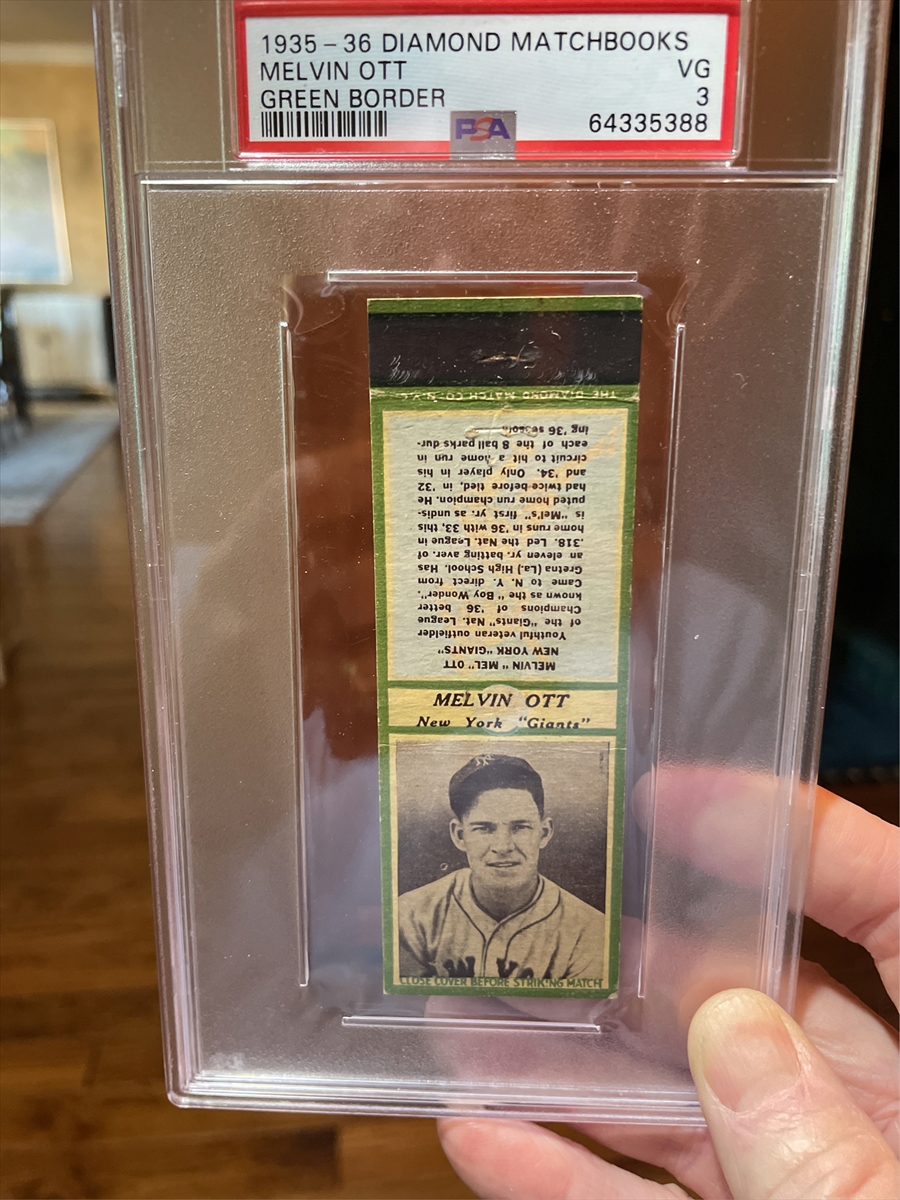 1935-36 DIAMOND MATCHBOOKS
MELVIN OTT VG
GREEN BORDER 3
PSA 64335388
THE DIAMOND MATCH CO. N.Y.C.
MELVIN "MEL" OTT
NEW YORK "GIANTS"
Youthful veteran outfielder
of the "Giants" Nat. League
Champions of '36 better
known as the "Boy Wonder".
Came to N. Y. direct from
Gretna (La.) High School. Has
an eleven yr. batting aver. of
.318. Led the Nat. League in
home runs in '36 with 33, this
is "Mel's" first yr. as undis-
puted home run champion. He
had twice before tied, in '32
and '34. Only player in his
circuit to hit a home run in
each of the 8 ball parks dur-
ing '36 season.
MELVIN OTT
New York "Giants"
NY
EW YO
CLOSE COVER BEFORE STRIKING MATCH